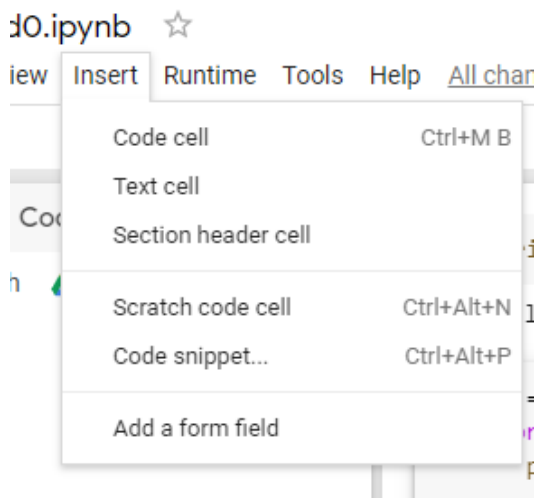 d0.ipynb
iew Insert Runtime Tools Help All chan
Code cell Ctrl+M B
Text cell
Section header cell
Scratch code cell Ctrl+Alt+N
Code snippet... Ctrl+Alt+P
Add a form field